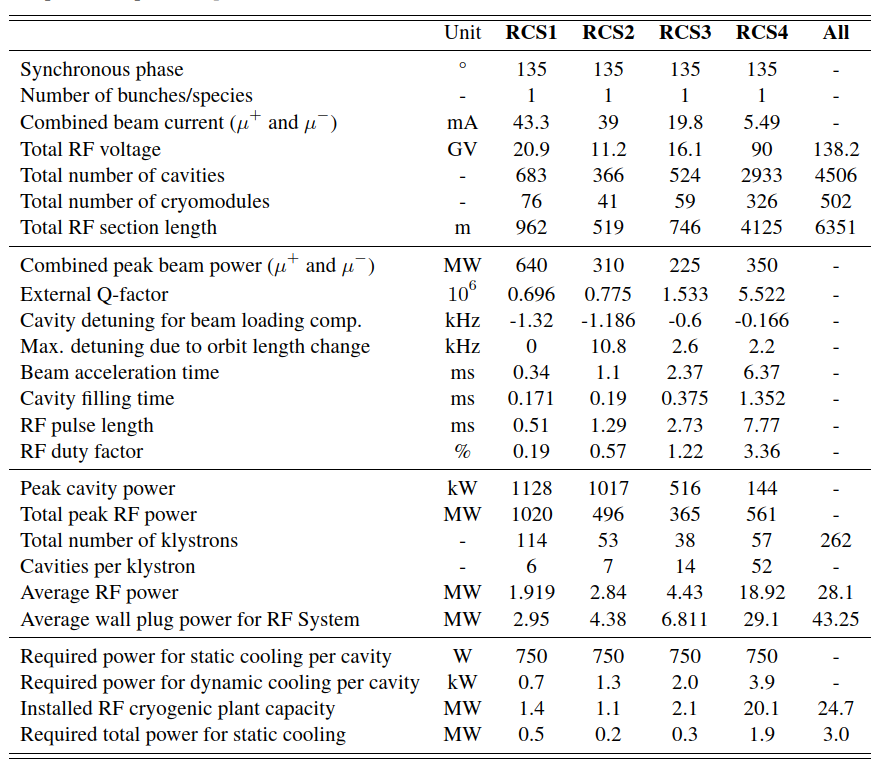 Unit RCS1 RCS2 RCS3 RCS4 All
Synchronous phase ° 135 135 135 135 -
Number of bunches/species - 1 1 1 1 -
Combined beam current (μ+ and μ−) mA 43.3 39 19.8 5.49 -
Total RF voltage GV 20.9 11.2 16.1 90 138.2
Total number of cavities - 683 366 524 2933 4506
Total number of cryomodules - 76 41 59 326 502
Total RF section length m 962 519 746 4125 6351
Combined peak beam power (μ+ and μ−) MW 640 310 225 350 -
External Q-factor 10^6 0.696 0.775 1.533 5.522 -
Cavity detuning for beam loading comp. kHz -1.32 -1.186 -0.6 -0.166 -
Max. detuning due to orbit length change kHz 0 10.8 2.6 2.2 -
Beam acceleration time ms 0.34 1.1 2.37 6.37 -
Cavity filling time ms 0.171 0.19 0.375 1.352 -
RF pulse length ms 0.51 1.29 2.73 7.77 -
RF duty factor % 0.19 0.57 1.22 3.36 -
Peak cavity power kW 1128 1017 516 144 -
Total peak RF power MW 1020 496 365 561 -
Total number of klystrons - 114 53 38 57 262
Cavities per klystron - 6 7 14 52 -
Average RF power MW 1.919 2.84 4.43 18.92 28.1
Average wall plug power for RF System MW 2.95 4.38 6.811 29.1 43.25
Required power for static cooling per cavity W 750 750 750 750 -
Required power for dynamic cooling per cavity kW 0.7 1.3 2.0 3.9 -
Installed RF cryogenic plant capacity MW 1.4 1.1 2.1 20.1 24.7
Required total power for static cooling MW 0.5 0.2 0.3 1.9 3.0